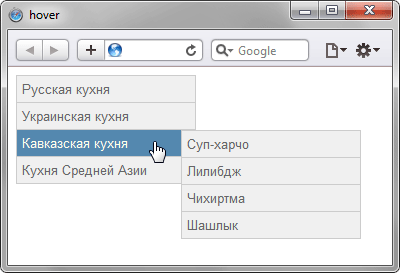 hover
Google
Русская кухня
Украинская кухня
Кавказская кухня
Суп-харчо
Кухня Средней Азии
Лилибдж
Чихиртма
Шашлык